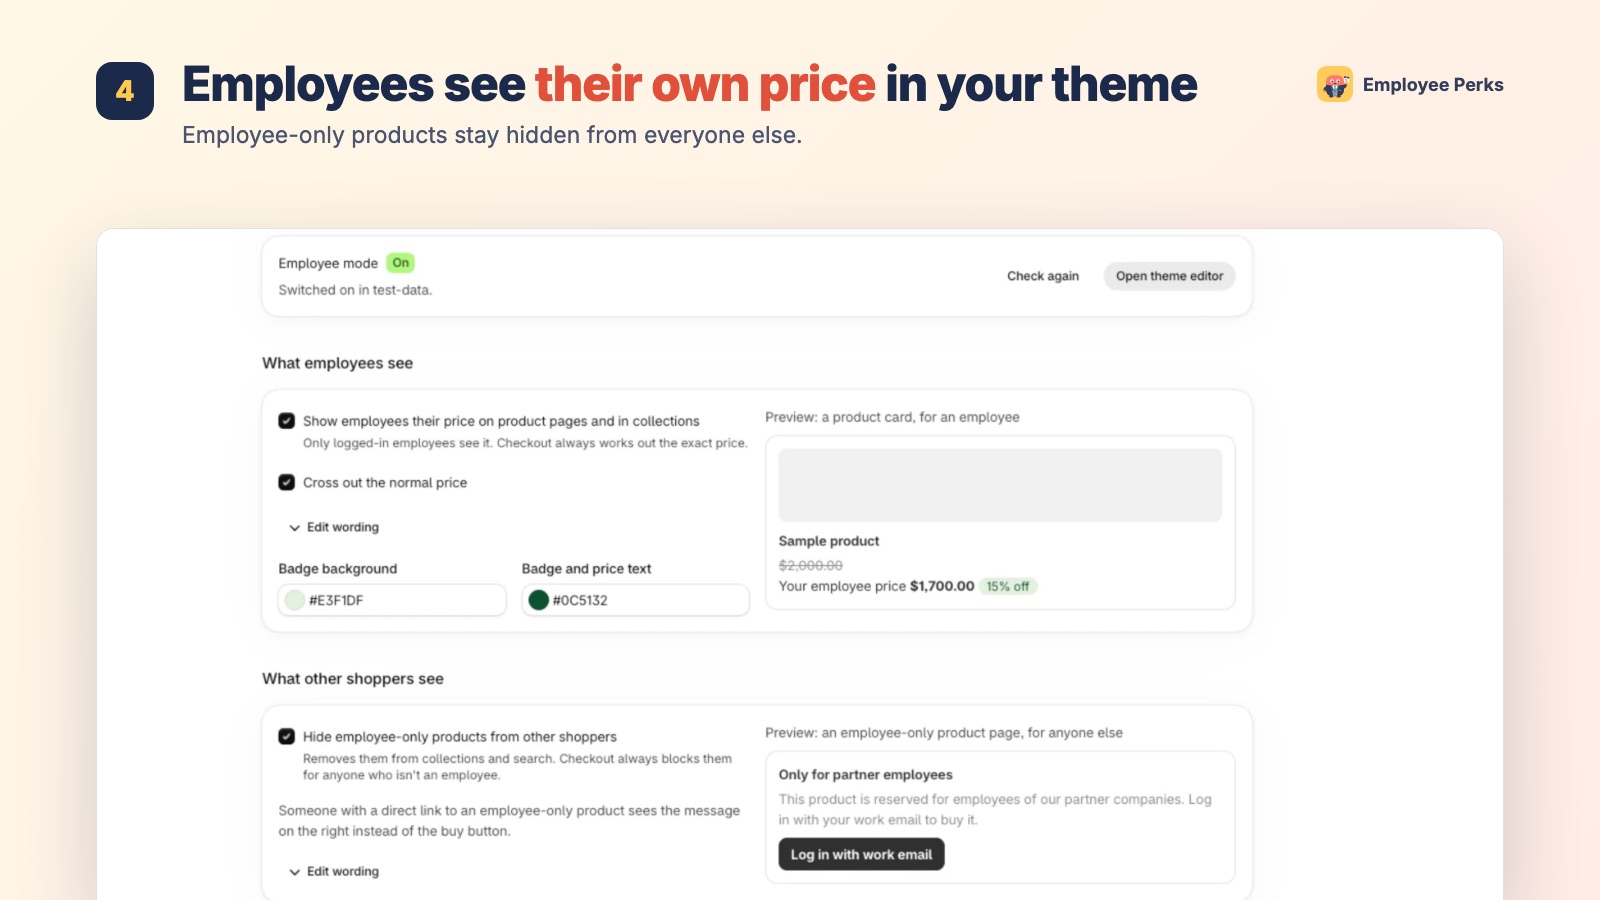 4
Employees see their own price in your theme
Employee Perks
Employee-only products stay hidden from everyone else.
Employee mode On
Switched on in test-data.
Check again
Open theme editor
What employees see
Show employees their price on product pages and in collections
Only logged-in employees see it. Checkout always works out the exact price.
Cross out the normal price
Edit wording
Badge background
#E3F1DF
Badge and price text
#0C5132
Preview: a product card, for an employee
Sample product
$2,000.00
Your employee price $1,700.00 15% off
What other shoppers see
Hide employee-only products from other shoppers
Removes them from collections and search. Checkout always blocks them
for anyone who isn't an employee.
Someone with a direct link to an employee-only product sees the message
on the right instead of the buy button.
Edit wording
Preview: an employee-only product page, for anyone else
Only for partner employees
This product is reserved for employees of our partner companies. Log
in with your work email to buy it.
Log in with work email